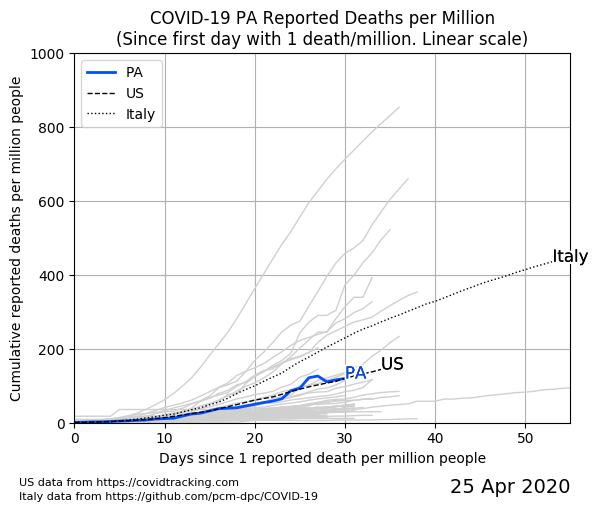 COVID-19 PA Reported Deaths per Million
(Since first day with 1 death/million. Linear scale)
Cumulative reported deaths per million people
1000
800
600
400
200
0
PA
US
Italy
Italy
US
PA
0 10 20 30 40 50
Days since 1 reported death per million people
US data from https://covidtracking.com
Italy data from https://github.com/pcm-dpc/COVID-19
25 Apr 2020